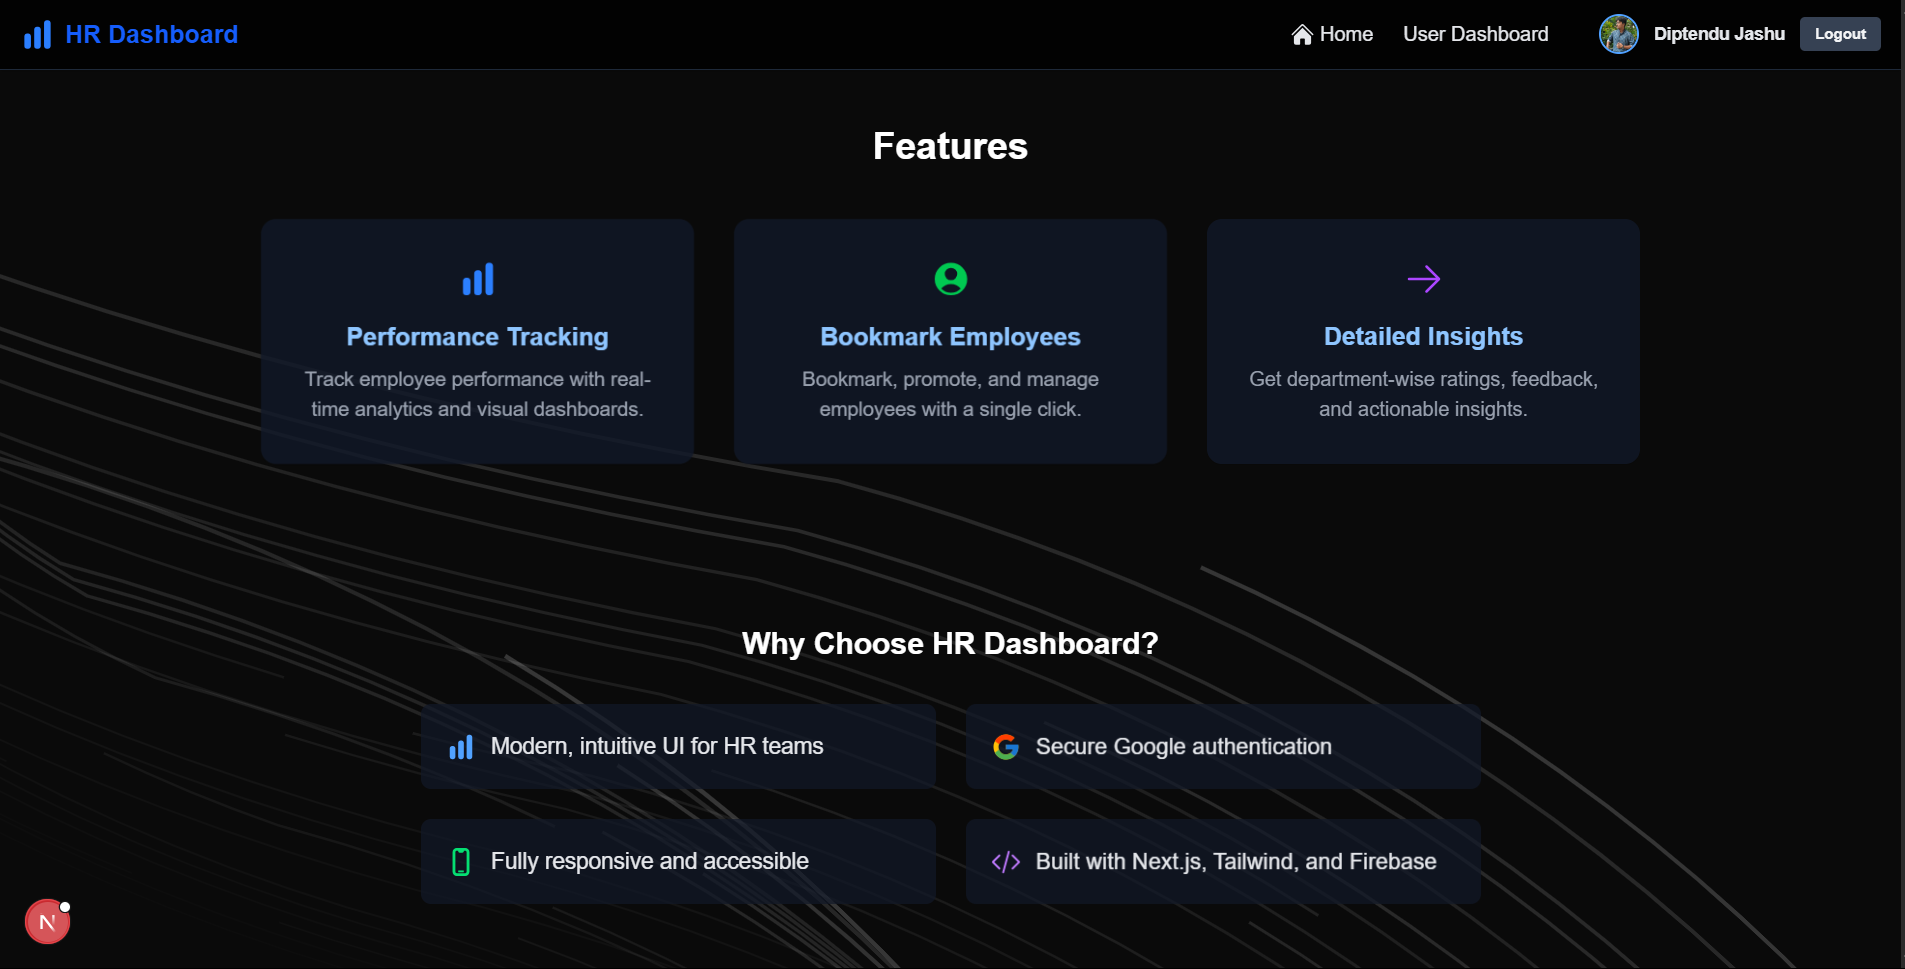 HR Dashboard
Home
User Dashboard
Diptendu Jashu
Logout
Features
Performance Tracking
Track employee performance with real-
time analytics and visual dashboards.
Bookmark Employees
Bookmark, promote, and manage
employees with a single click.
Detailed Insights
Get department-wise ratings, feedback,
and actionable insights.
Why Choose HR Dashboard?
Modern, intuitive UI for HR teams
Secure Google authentication
Fully responsive and accessible
Built with Next.js, Tailwind, and Firebase
N